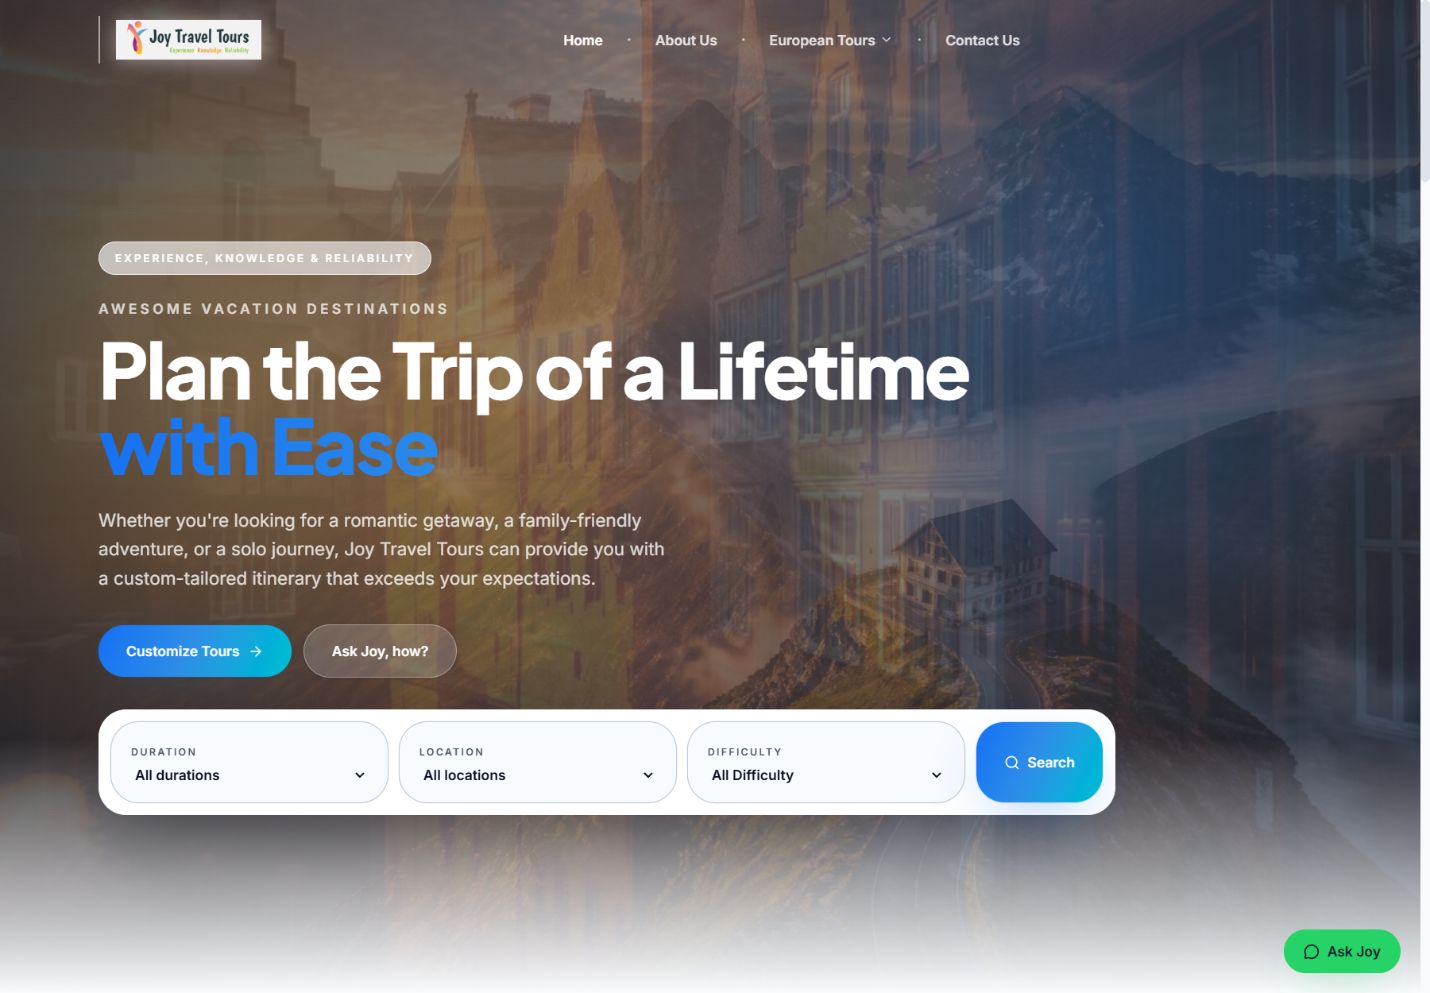 Joy Travel Tours
Experience Knowledge Reliability
Home
About Us
European Tours
Contact Us
EXPERIENCE, KNOWLEDGE & RELIABILITY
AWESOME VACATION DESTINATIONS
Plan the Trip of a Lifetime
with Ease
Whether you're looking for a romantic getaway, a family-friendly
adventure, or a solo journey, Joy Travel Tours can provide you with
a custom-tailored itinerary that exceeds your expectations.
Customize Tours
Ask Joy, how?
DURATION
All durations
LOCATION
All locations
DIFFICULTY
All Difficulty
Search
Ask Joy